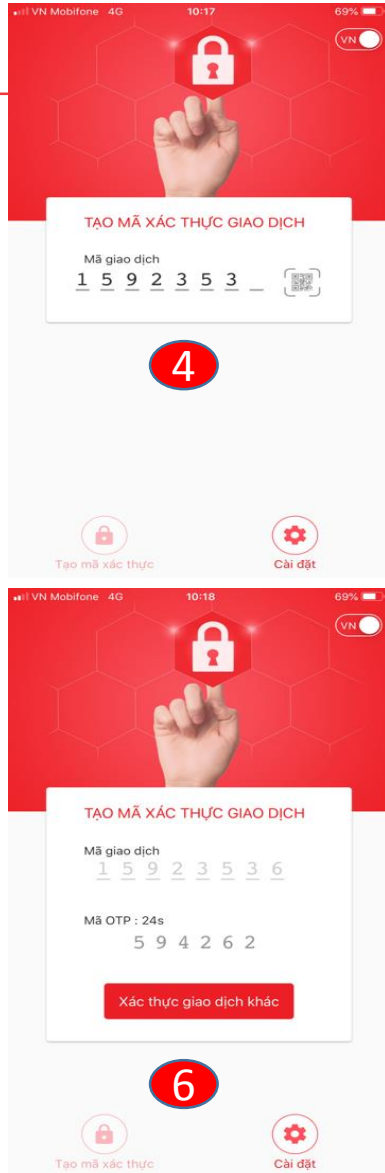 VN Mobifone 4G 10:17 69%
VN
TẠO MÃ XÁC THỰC GIAO DỊCH
Mã giao dịch
1 5 9 2 3 5 3 _
4
Tạo mã xác thực Cài đặt
VN Mobifone 4G 10:18 69%
VN
TẠO MÃ XÁC THỰC GIAO DỊCH
Mã giao dịch
1 5 9 2 3 5 3 6
Mã OTP : 24s
5 9 4 2 6 2
Xác thực giao dịch khác
6
Tạo mã xác thực Cài đặt